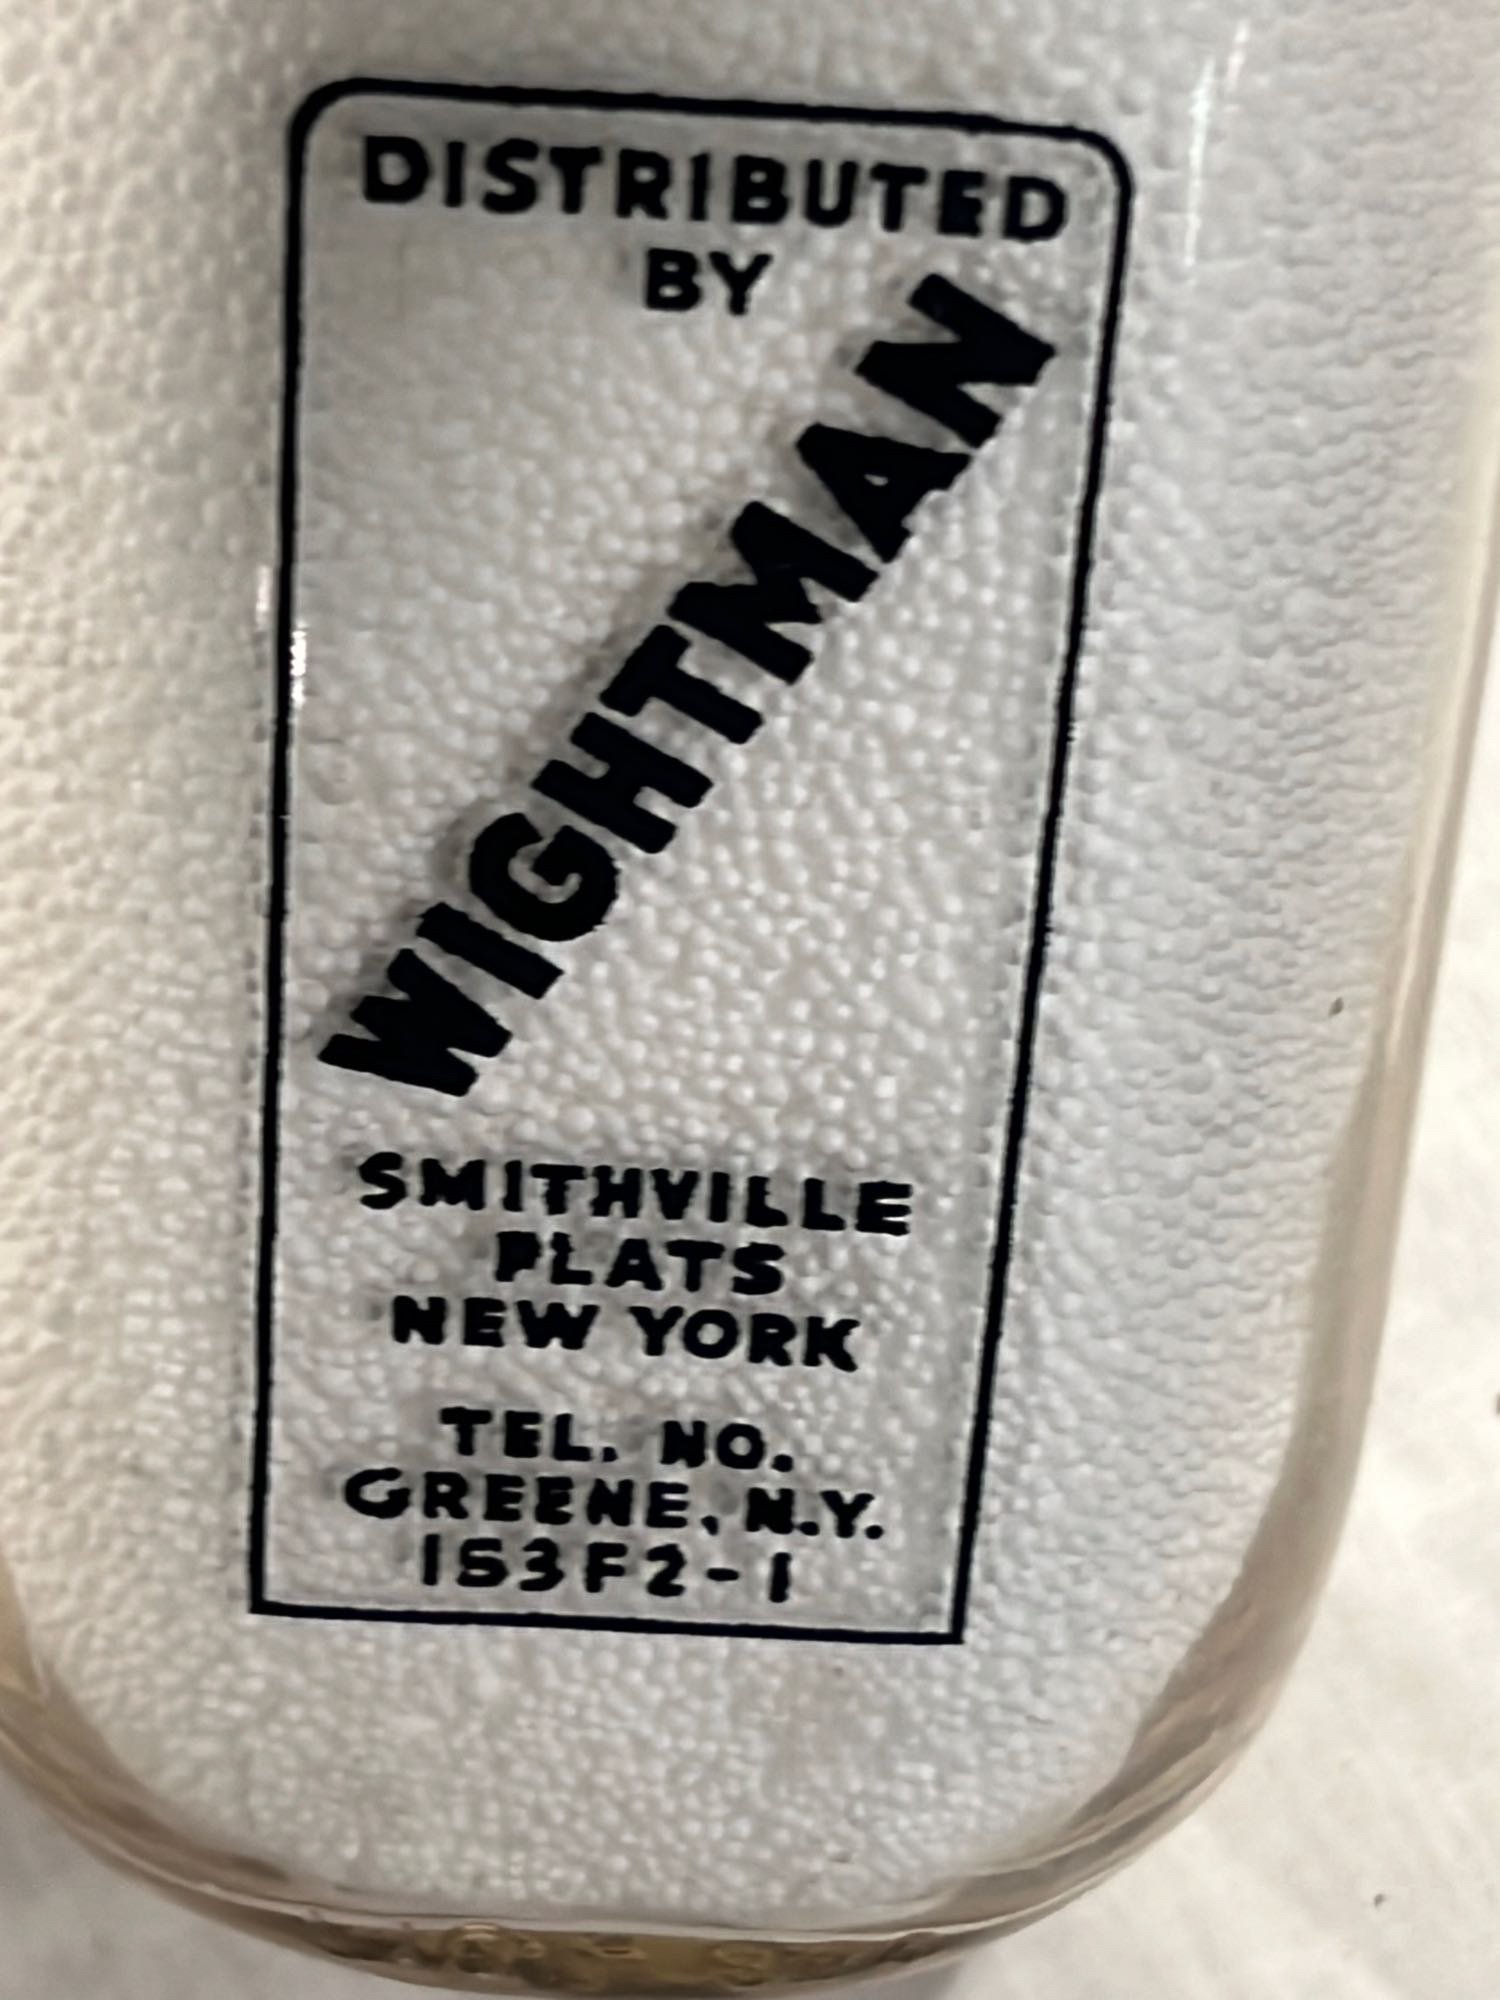 DISTRIBUTED
BY
WIGHTMAN
SMITHVILLE
FLATS
NEW YORK
TEL. NO.
GREENE, N.Y.
153F2-1